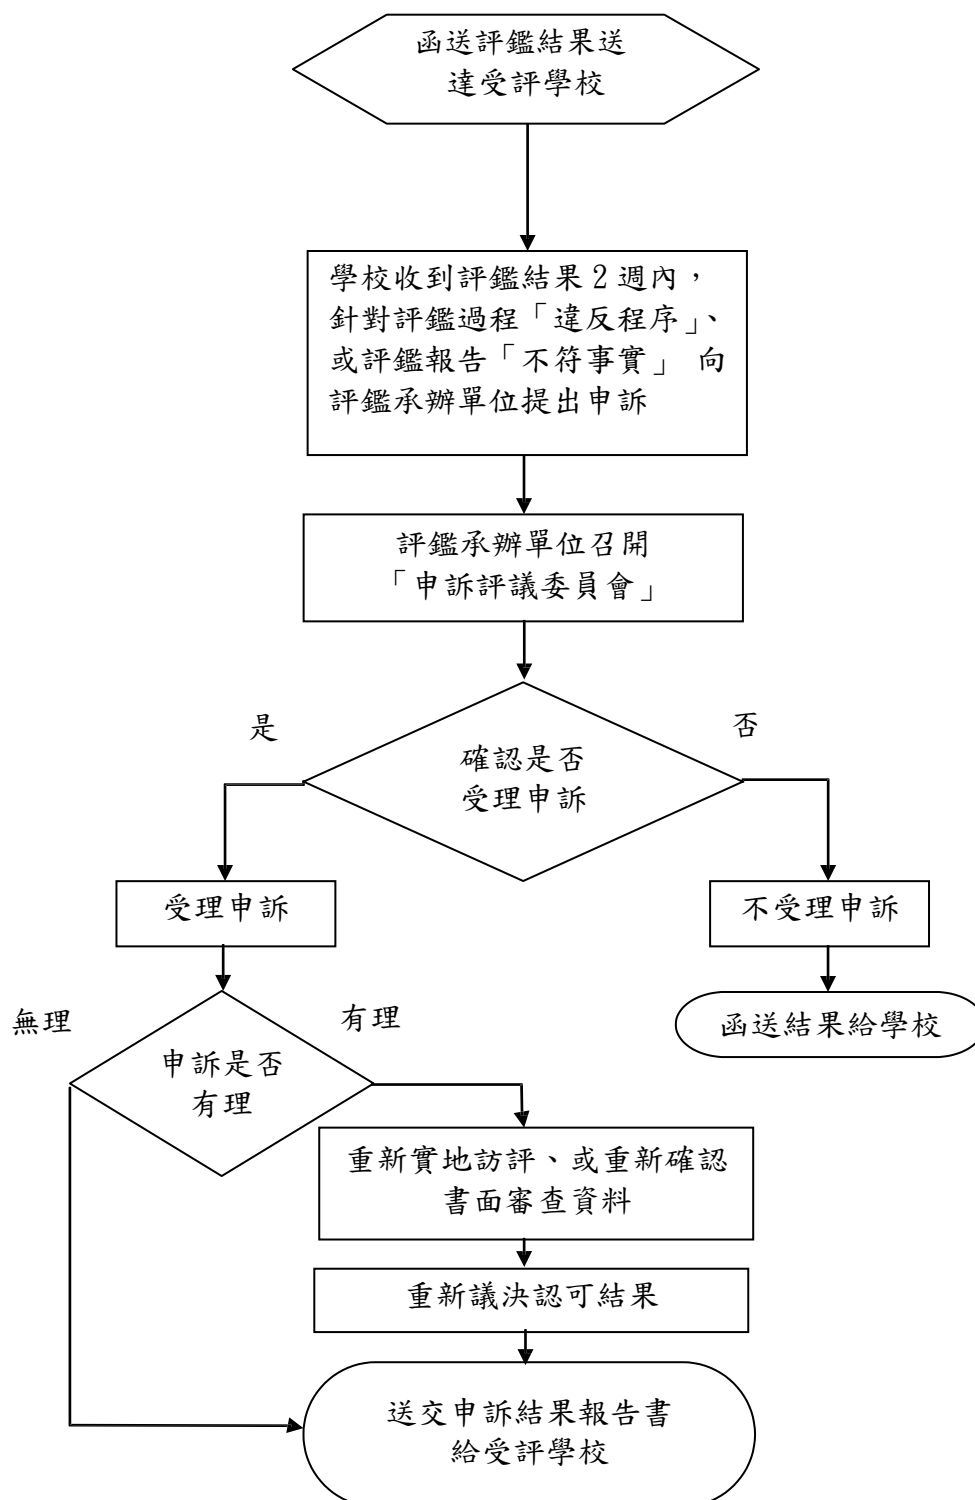 函送評鑑結果送
達受評學校
學校收到評鑑結果 2 週內，
針對評鑑過程「違反程序」、
或評鑑報告「不符事實」 向
評鑑承辦單位提出申訴
評鑑承辦單位召開
「申訴評議委員會」
是
否
確認是否
受理申訴
受理申訴
不受理申訴
無理
有理
函送結果給學校
申訴是否
有理
重新實地訪評、或重新確認
書面審查資料
重新議決認可結果
送交申訴結果報告書
給受評學校